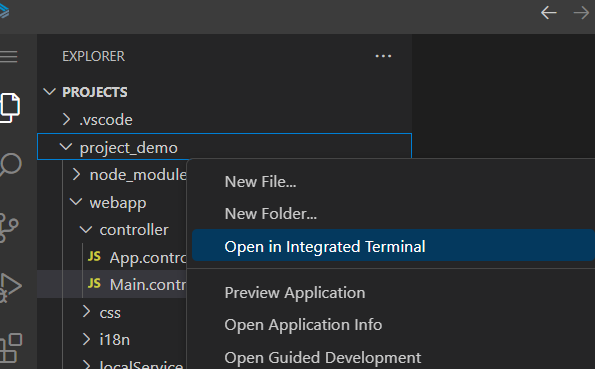 EXPLORER
PROJECTS
.vscode
project_demo
node_module
New File...
webapp
New Folder...
controller
Open in Integrated Terminal
JS App.contro
JS Main.contr
Preview Application
css
Open Application Info
i18n
Open Guided Development
localService